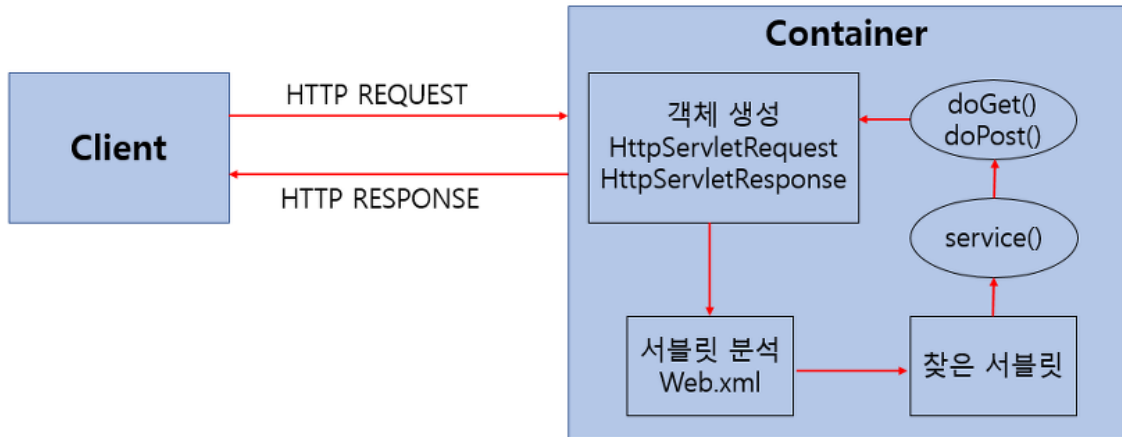 Container
Client
HTTP REQUEST
HTTP RESPONSE
객체 생성
HttpServletRequest
HttpServletResponse
doGet()
doPost()
service()
서블릿 분석
Web.xml
찾은 서블릿